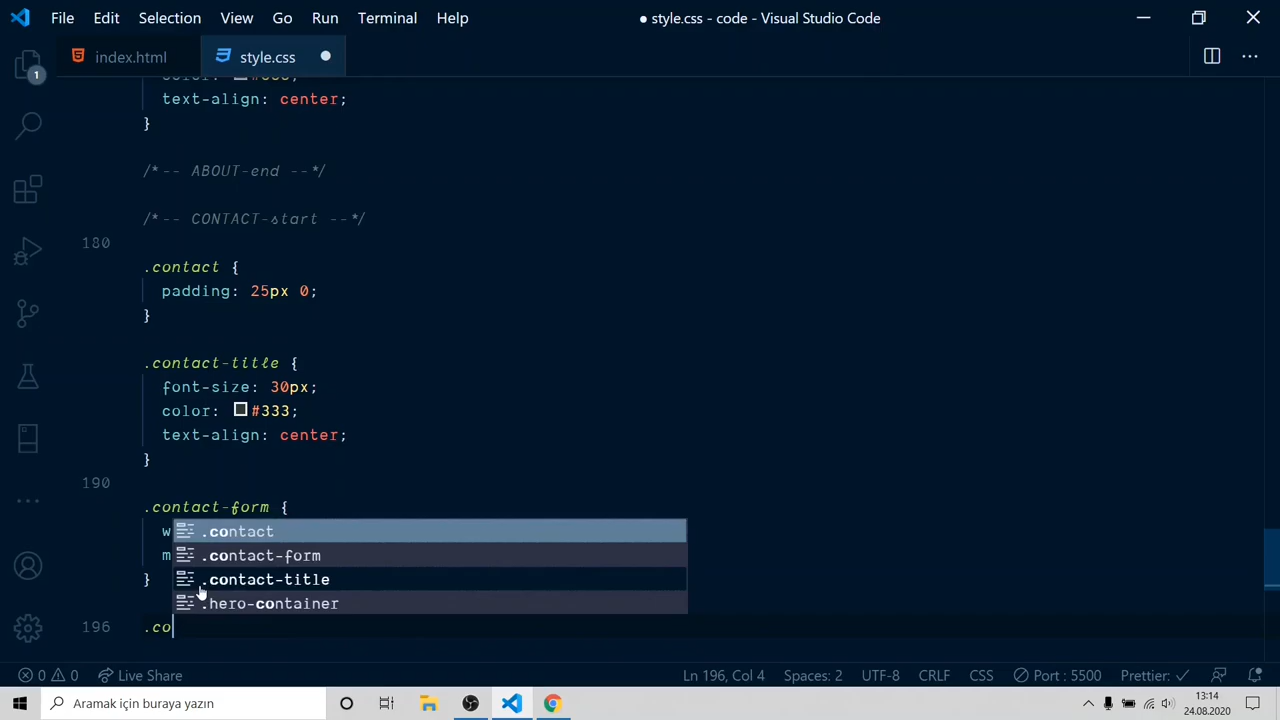 File Edit Selection View Go Run Terminal Help ● style.css - code - Visual Studio Code
index.html style.css
1
text-align: center;
}
/*-- ABOUT-end --*/
/*-- CONTACT-start --*/
180
.contact {
padding: 25px 0;
}
.contact-title {
font-size: 30px;
color: #333;
text-align: center;
}
190
.contact-form {
w
.contact
m
.contact-form
}
.contact-title
.hero-container
196 .co
0 0 Live Share Ln 196, Col 4 Spaces: 2 UTF-8 CRLF CSS Port : 5500 Prettier:
Aramak için buraya yazın
13:14
24.08.2020